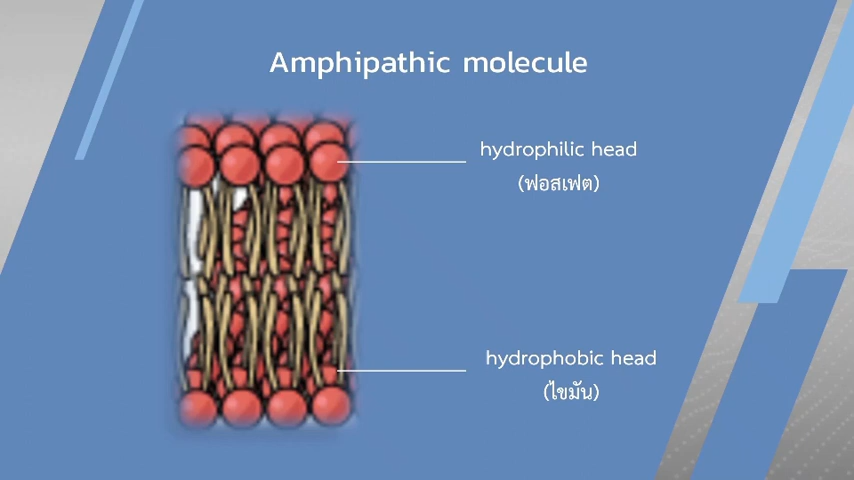 Amphipathic molecule
hydrophilic head
(ฟอสเฟต)
hydrophobic head
(ไขมัน)